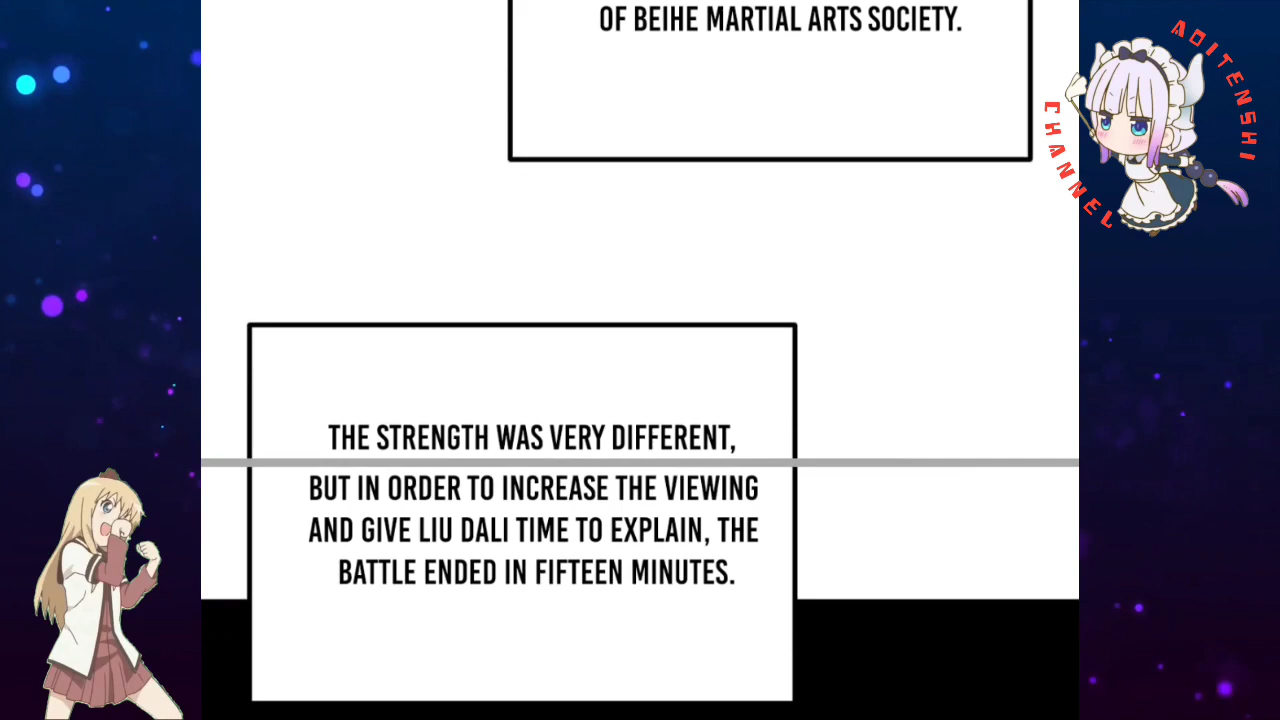 OF BEIHE MARTIAL ARTS SOCIETY.
AOITENSHI
CHANNEL
THE STRENGTH WAS VERY DIFFERENT,
BUT IN ORDER TO INCREASE THE VIEWING
AND GIVE LIU DALI TIME TO EXPLAIN, THE
BATTLE ENDED IN FIFTEEN MINUTES.